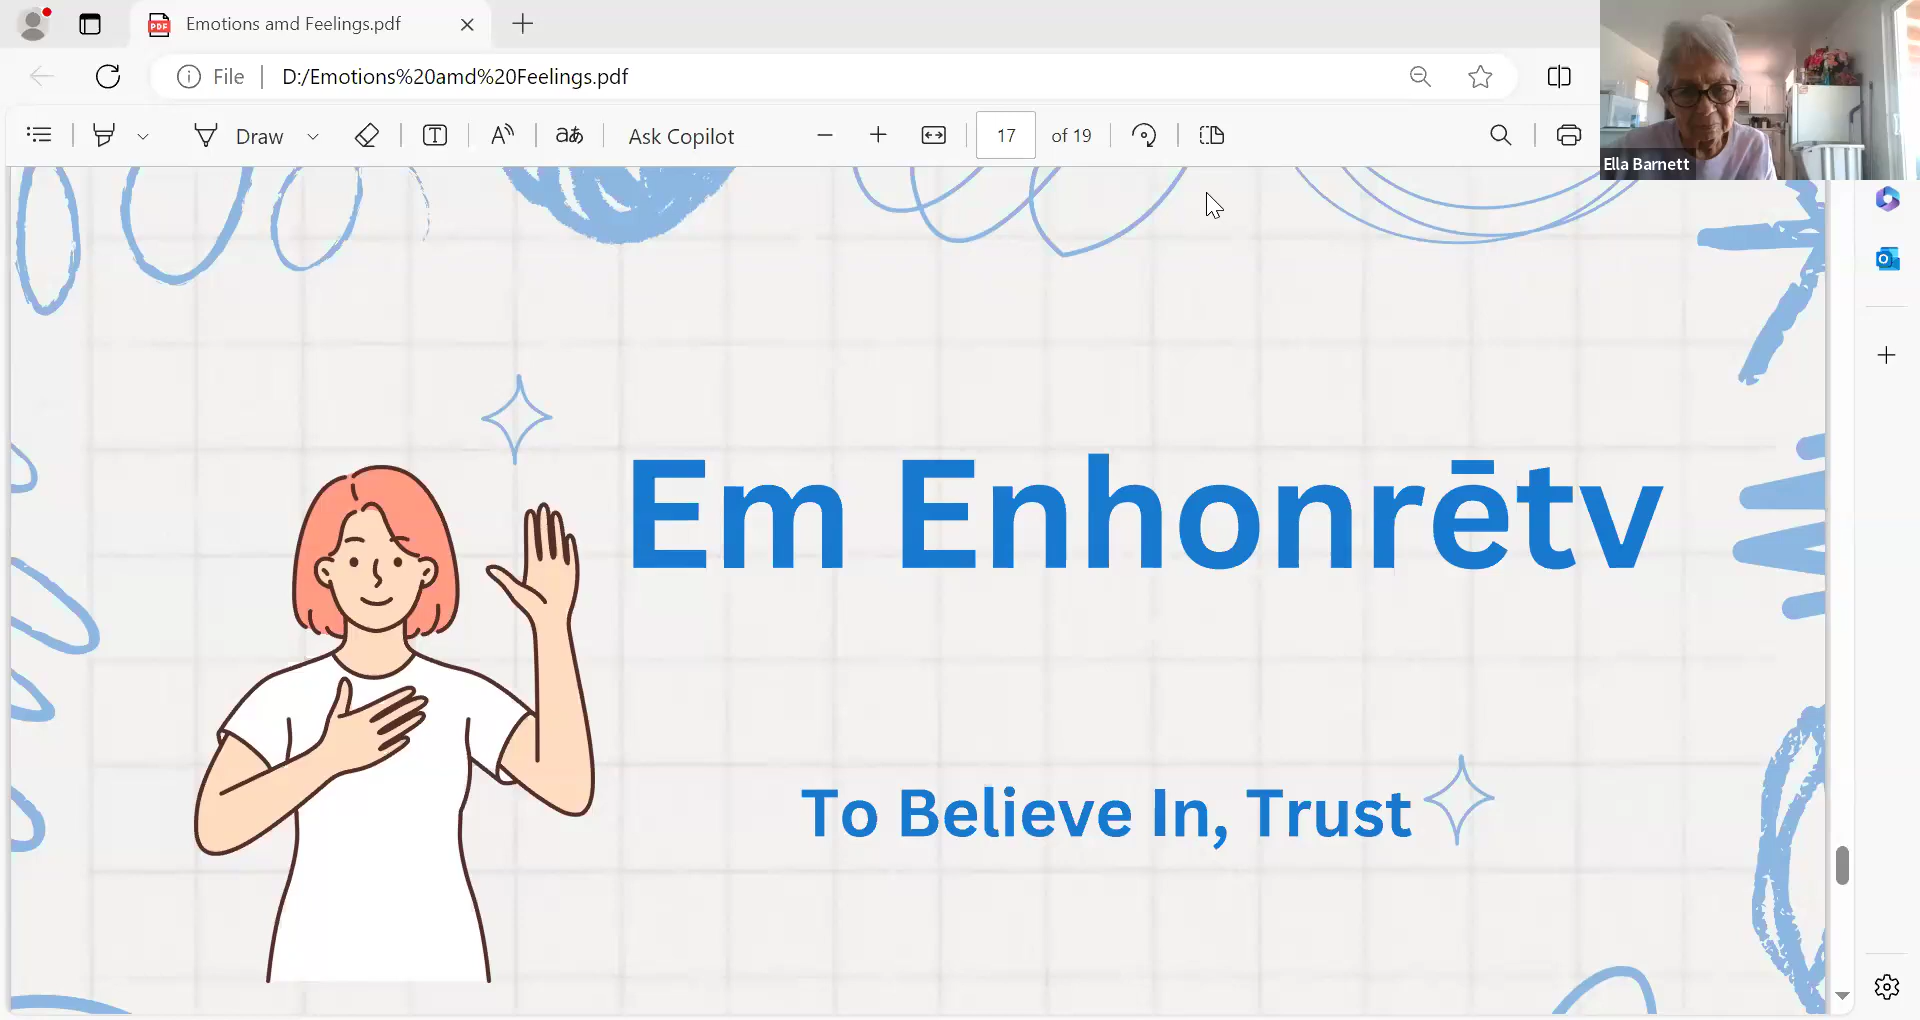 Emotions amd Feelings.pdf
File
D:/Emotions%20amd%20Feelings.pdf
Draw
Ask Copilot
17 of 19
Ella Barnett
Em Enhonrētv
To Believe In, Trust